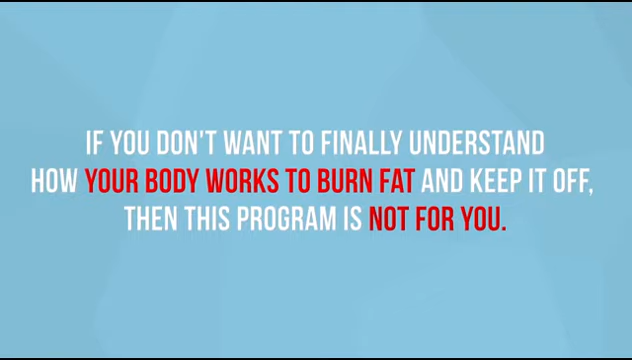 IF YOU DON'T WANT TO FINALLY UNDERSTAND
HOW YOUR BODY WORKS TO BURN FAT AND KEEP IT OFF,
THEN THIS PROGRAM IS NOT FOR YOU.